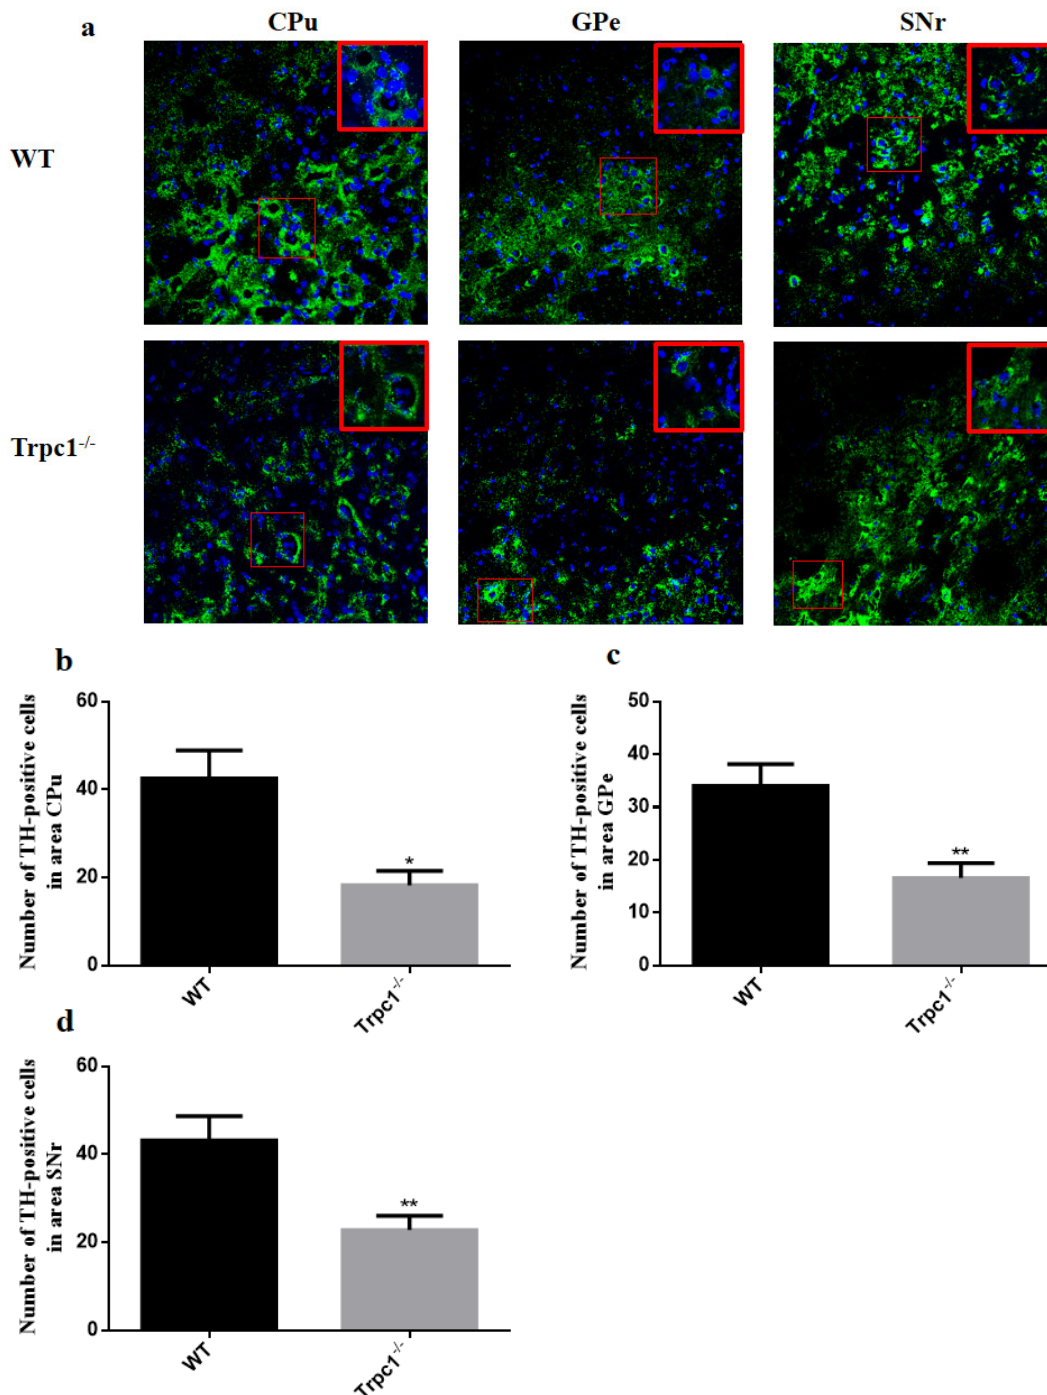 a
CPu
GPe
SNr
WT
Trpc1-/-
b
Number of TH-positive cells
in area CPu
60
40
20
0
WT
Trpc1-/-
*
c
Number of TH-positive cells
in area GPe
50
40
30
20
10
0
WT
Trpc1-/-
**
d
Number of TH-positive cells
in area SNr
60
40
20
0
WT
Trpc1-/-
**